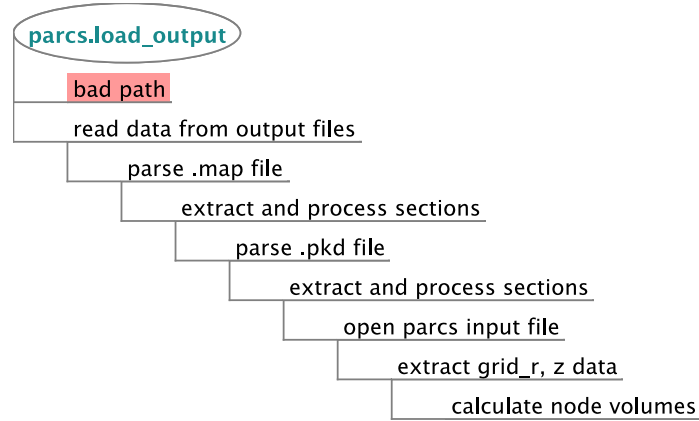 parcs.load_output
bad path
read data from output files
parse .map file
extract and process sections
parse .pkd file
extract and process sections
open parcs input file
extract grid_r, z data
calculate node volumes